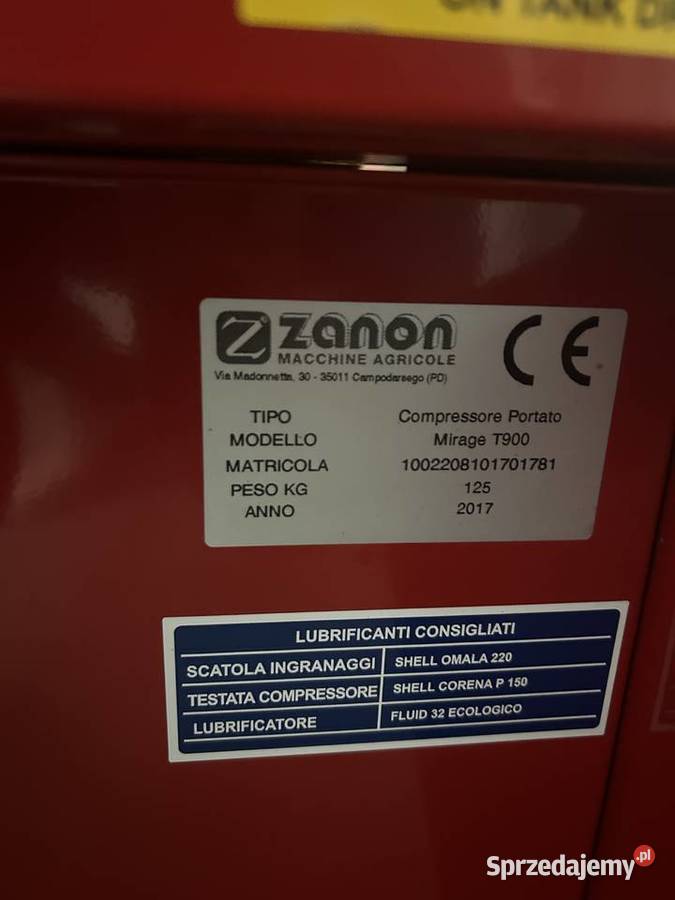 ON TANK
zanon
MACCHINE AGRICOLE
Via Madonnetta, 30 - 35011 Campodarsego (PD)
CE
TIPO Compressore Portato
MODELLO Mirage T900
MATRICOLA 1002208101701781
PESO KG 125
ANNO 2017
LUBRIFICANTI CONSIGLIATI
SCATOLA INGRANAGGI SHELL OMALA 220
TESTATA COMPRESSORE SHELL CORENA P 150
LUBRIFICATORE FLUID 32 ECOLOGICO
Sprzedajemy.pl